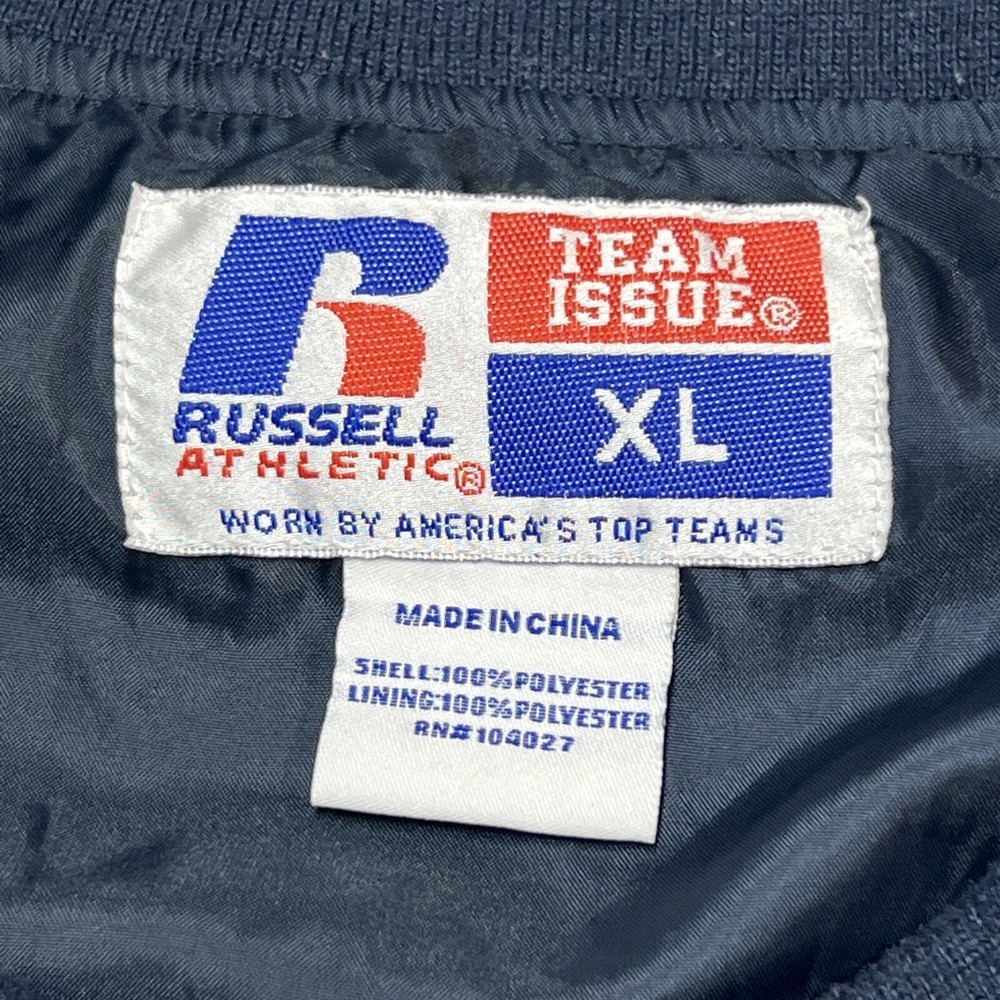 TEAM
ISSUE®
XL
RUSSELL
ATHLETIC®
WORN BY AMERICA'S TOP TEAMS
MADE IN CHINA
SHELL:100%POLYESTER
LINING:100%POLYESTER
RN#104027